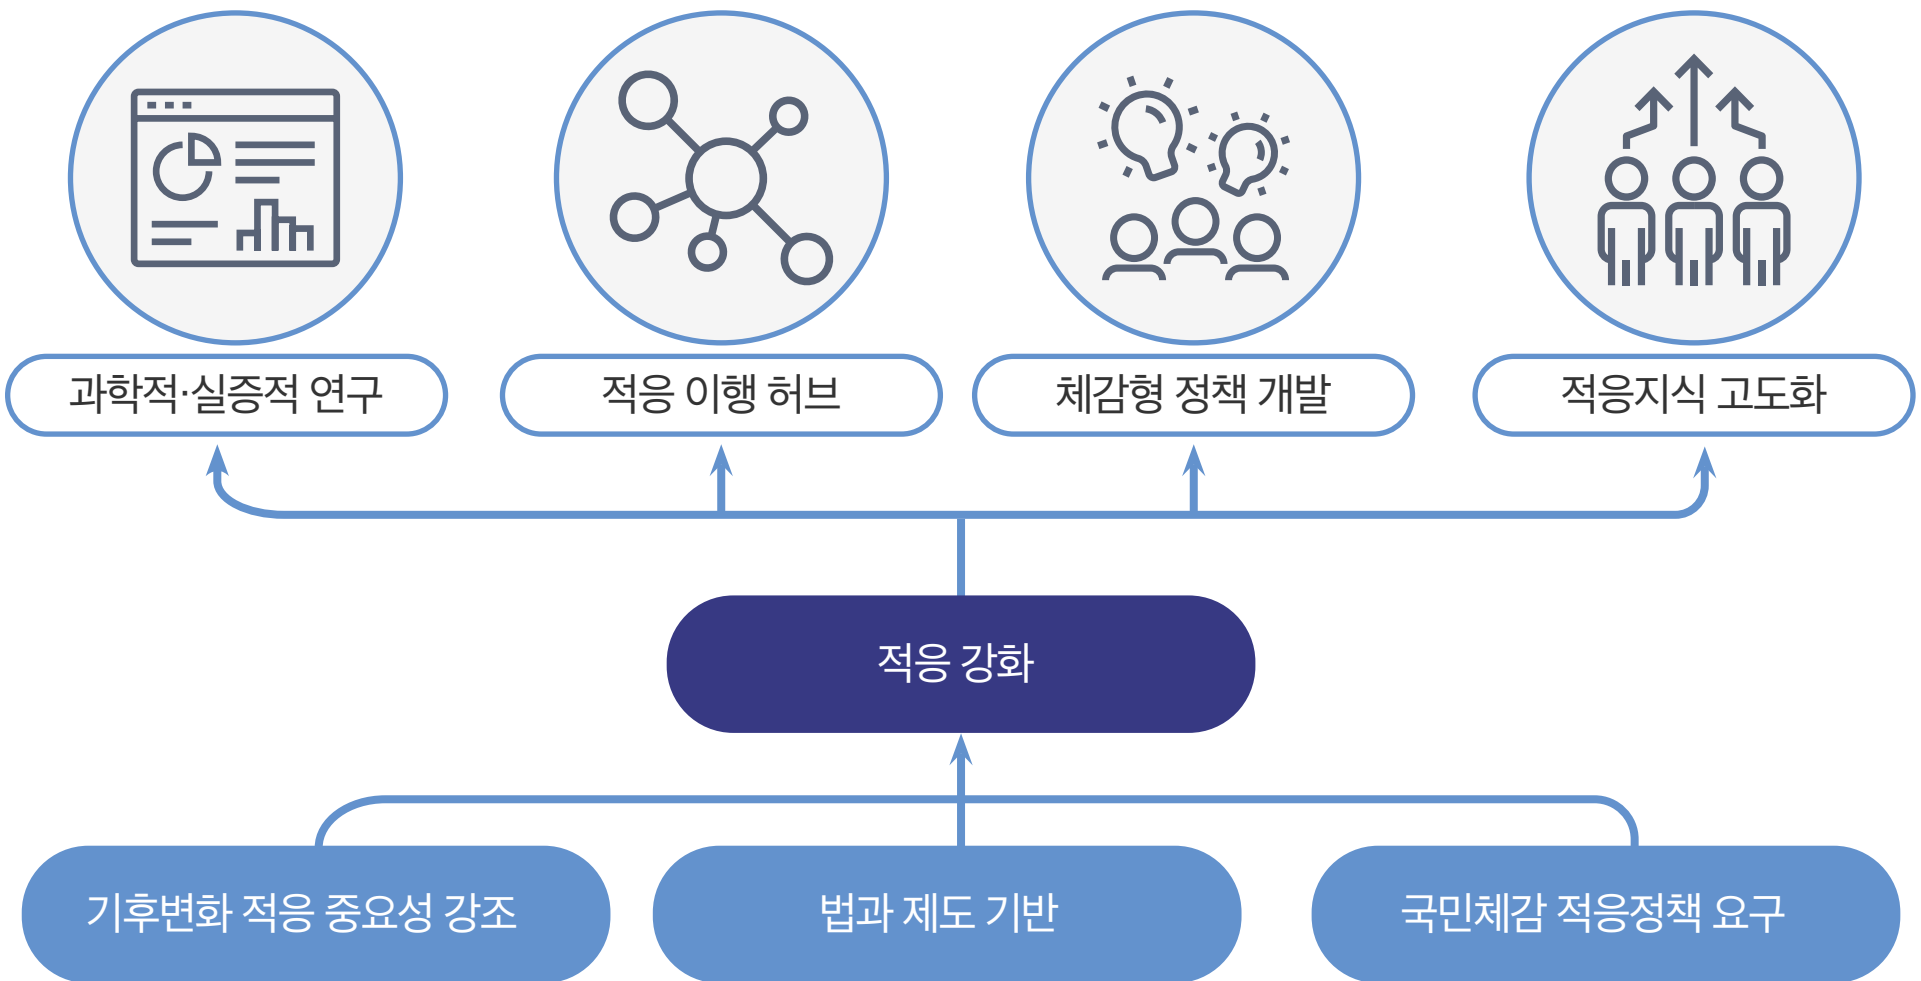 과학적·실증적 연구
적응 이행 허브
체감형 정책 개발
적응지식 고도화
적응 강화
기후변화 적응 중요성 강조
법과 제도 기반
국민체감 적응정책 요구